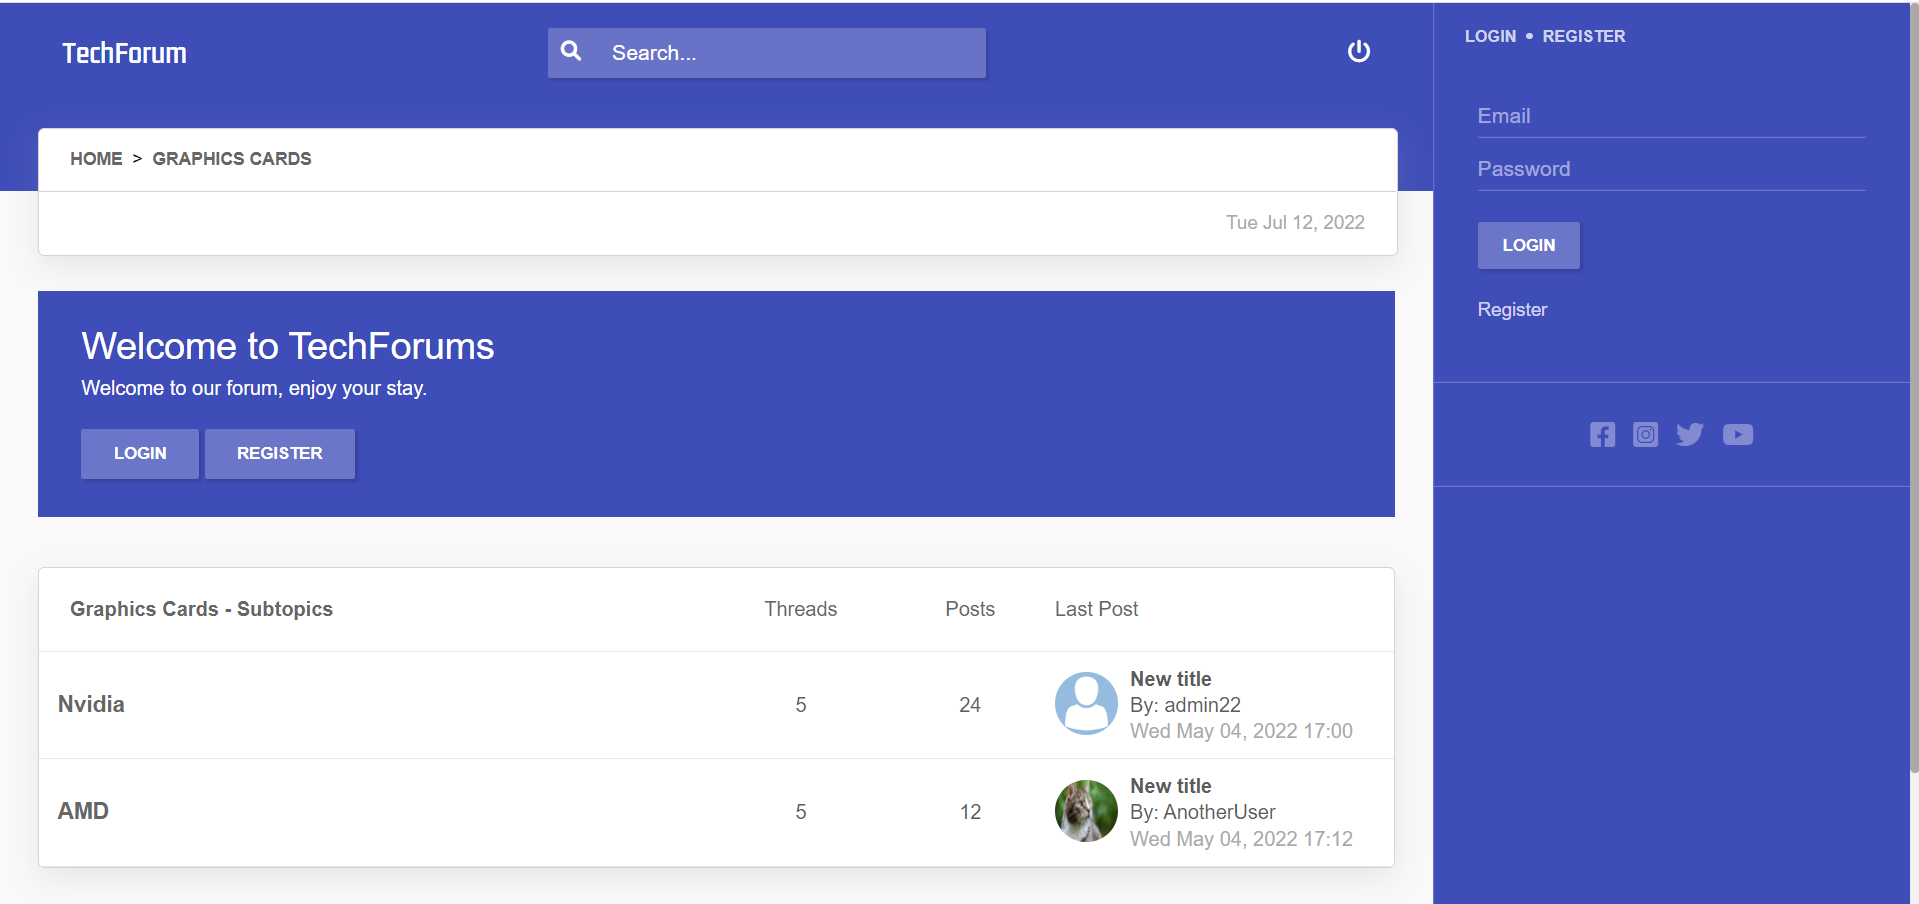 TechForum
Search...
LOGIN • REGISTER
Email
Password
LOGIN
Register
HOME > GRAPHICS CARDS
Tue Jul 12, 2022
Welcome to TechForums
Welcome to our forum, enjoy your stay.
LOGIN REGISTER
Graphics Cards - Subtopics Threads Posts Last Post
Nvidia 5 24
New title
By: admin22
Wed May 04, 2022 17:00
AMD 5 12
New title
By: AnotherUser
Wed May 04, 2022 17:12